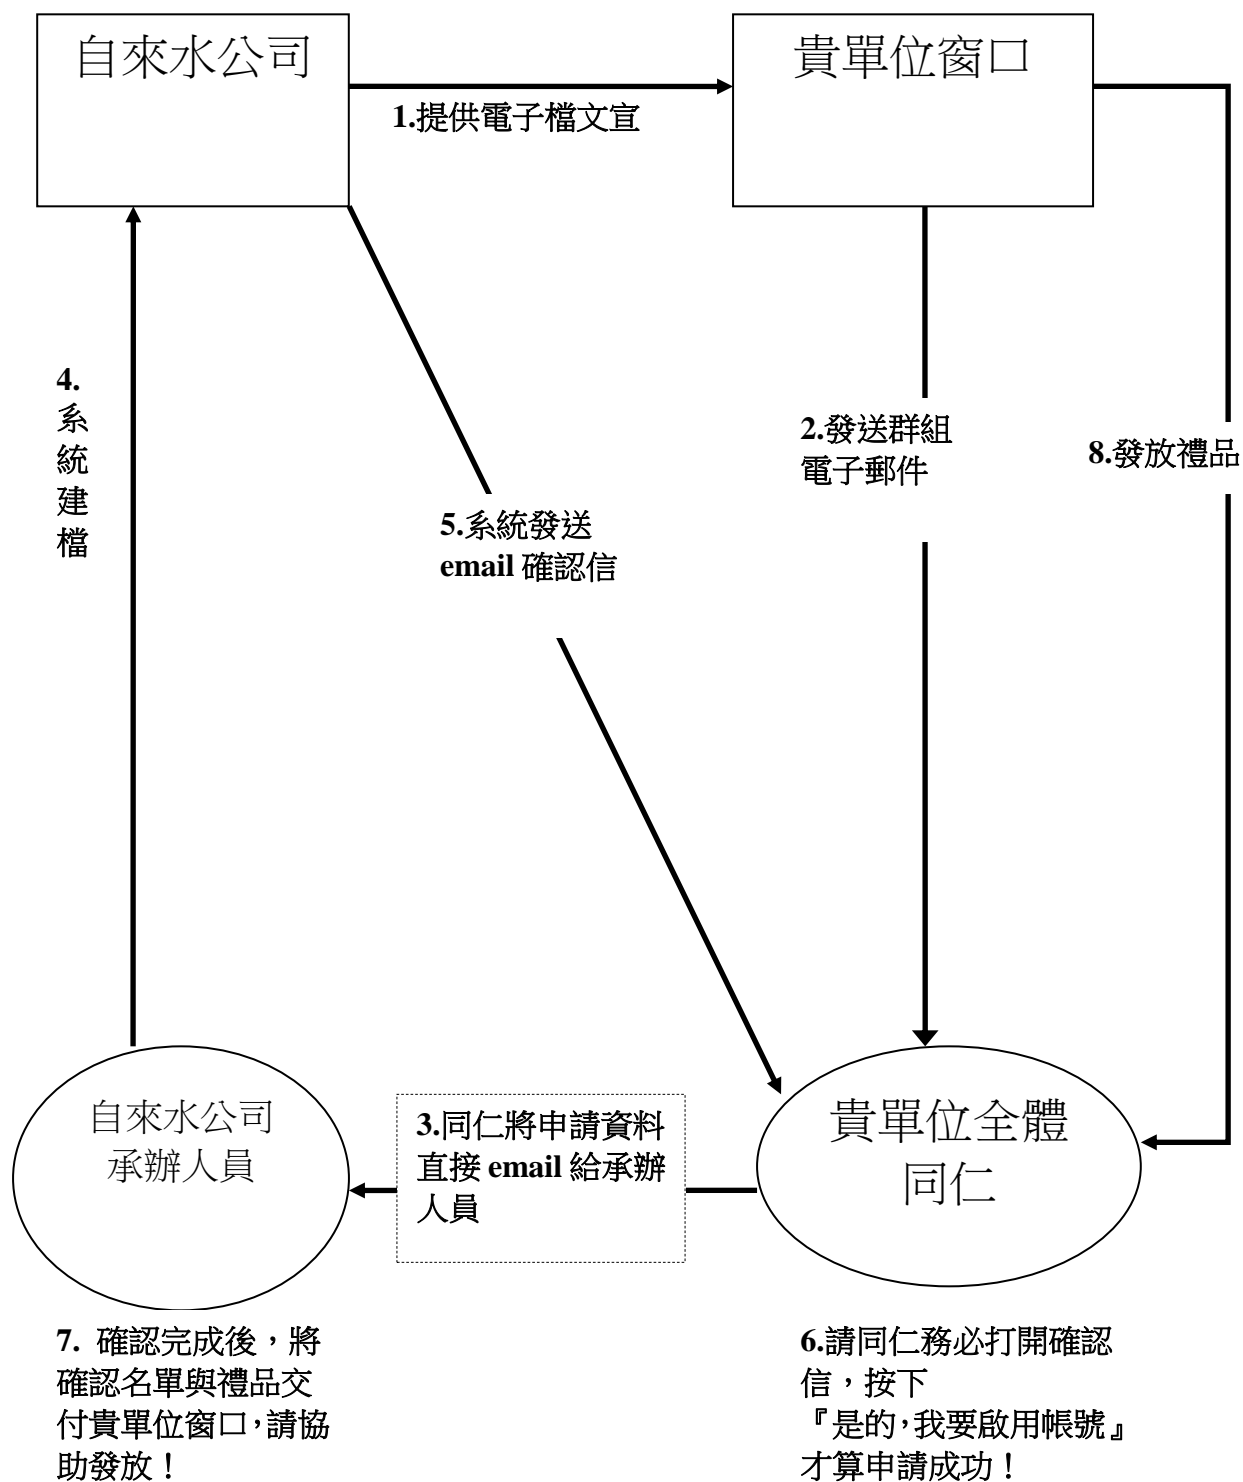 自來水公司
貴單位窗口
1.提供電子檔文宣
4.
系
統
建
檔
2.發送群組
電子郵件
8.發放禮品
5.系統發送
email 確認信
自來水公司
承辦人員
3.同仁將申請資料
直接 email 給承辦
人員
貴單位全體
同仁
7. 確認完成後，將
確認名單與禮品交
付貴單位窗口，請協
助發放！
6.請同仁務必打開確認
信，按下
『是的，我要啟用帳號』
才算申請成功！